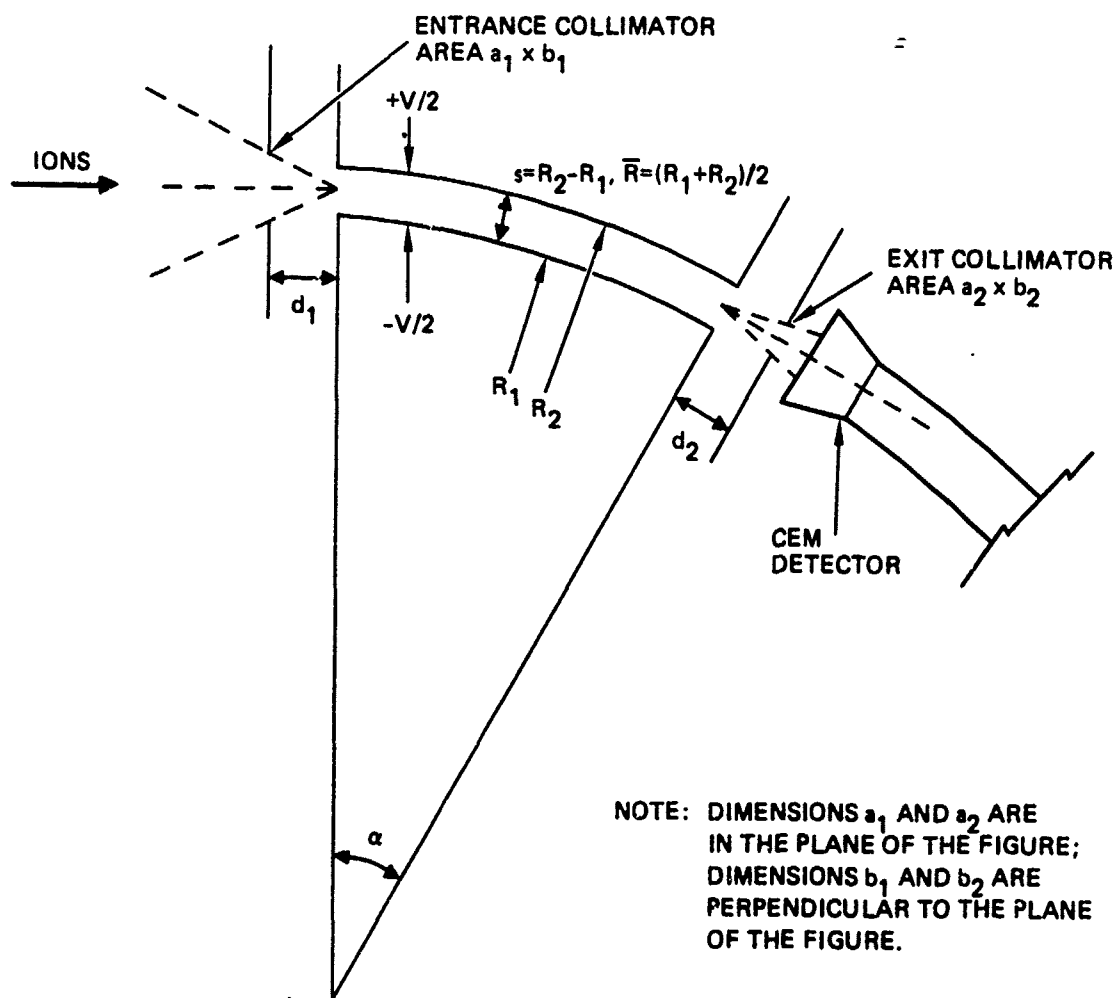 ENTRANCE COLLIMATOR
AREA a₁ x b₁
+V/2
IONS
s=R₂-R₁, R̅=(R₁+R₂)/2
EXIT COLLIMATOR
AREA a₂ x b₂
d₁
-V/2
R₁
R₂
d₂
CEM
DETECTOR
α
NOTE: DIMENSIONS a₁ AND a₂ ARE
IN THE PLANE OF THE FIGURE;
DIMENSIONS b₁ AND b₂ ARE
PERPENDICULAR TO THE PLANE
OF THE FIGURE.